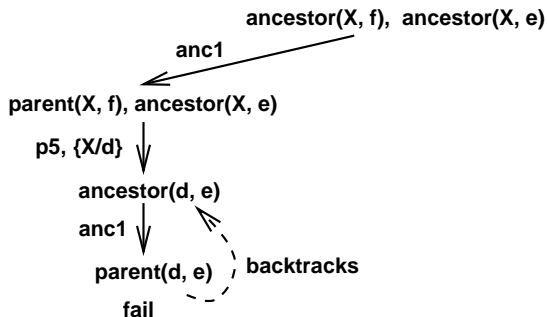 ancestor(X, f), ancestor(X, e)
anc1
parent(X, f), ancestor(X, e)
p5, {X/d}
ancestor(d, e)
anc1
parent(d, e)
backtracks
fail